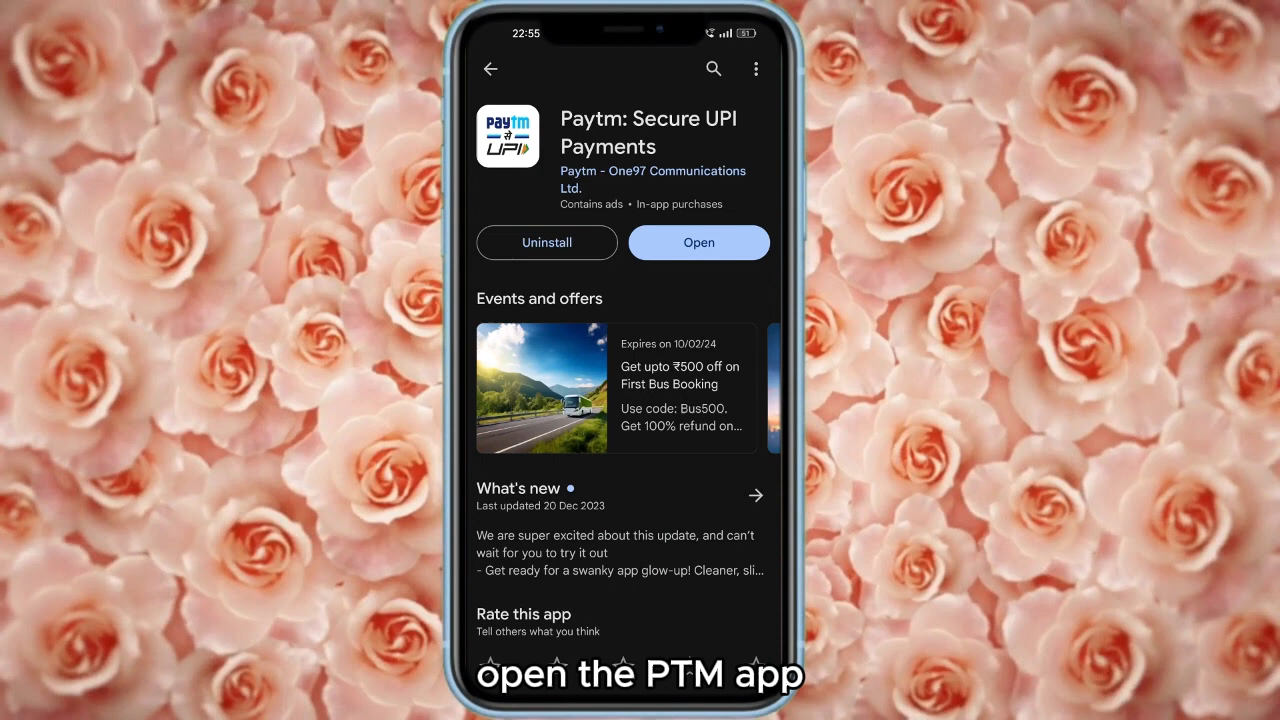 22:55
51
paytm
से
UPI
Paytm: Secure UPI
Payments
Paytm - One97 Communications
Ltd.
Contains ads • In-app purchases
Uninstall
Open
Events and offers
Expires on 10/02/24
Get upto ₹500 off on
First Bus Booking
Use code: Bus500.
Get 100% refund on...
What's new
Last updated 20 Dec 2023
We are super excited about this update, and can't
wait for you to try it out
- Get ready for a swanky app glow-up! Cleaner, sli...
Rate this app
Tell others what you think
open the PTM app